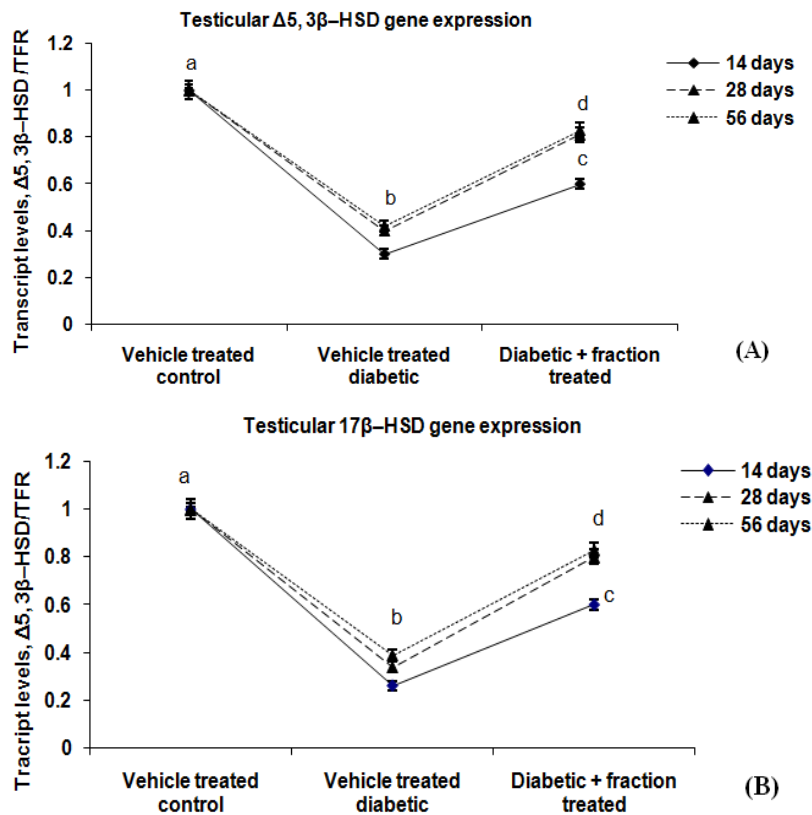 Testicular Δ5, 3β–HSD gene expression
Transcript levels, Δ5, 3β–HSD /TFR
1.2
1
0.8
0.6
0.4
0.2
0
a
b
d
c
14 days
28 days
56 days
Vehicle treated
control
Vehicle treated
diabetic
Diabetic + fraction
treated
(A)
Testicular 17β–HSD gene expression
Tracript levels, Δ5, 3β–HSD/TFR
1.2
1
0.8
0.6
0.4
0.2
0
a
b
d
c
14 days
28 days
56 days
Vehicle treated
control
Vehicle treated
diabetic
Diabetic + fraction
treated
(B)